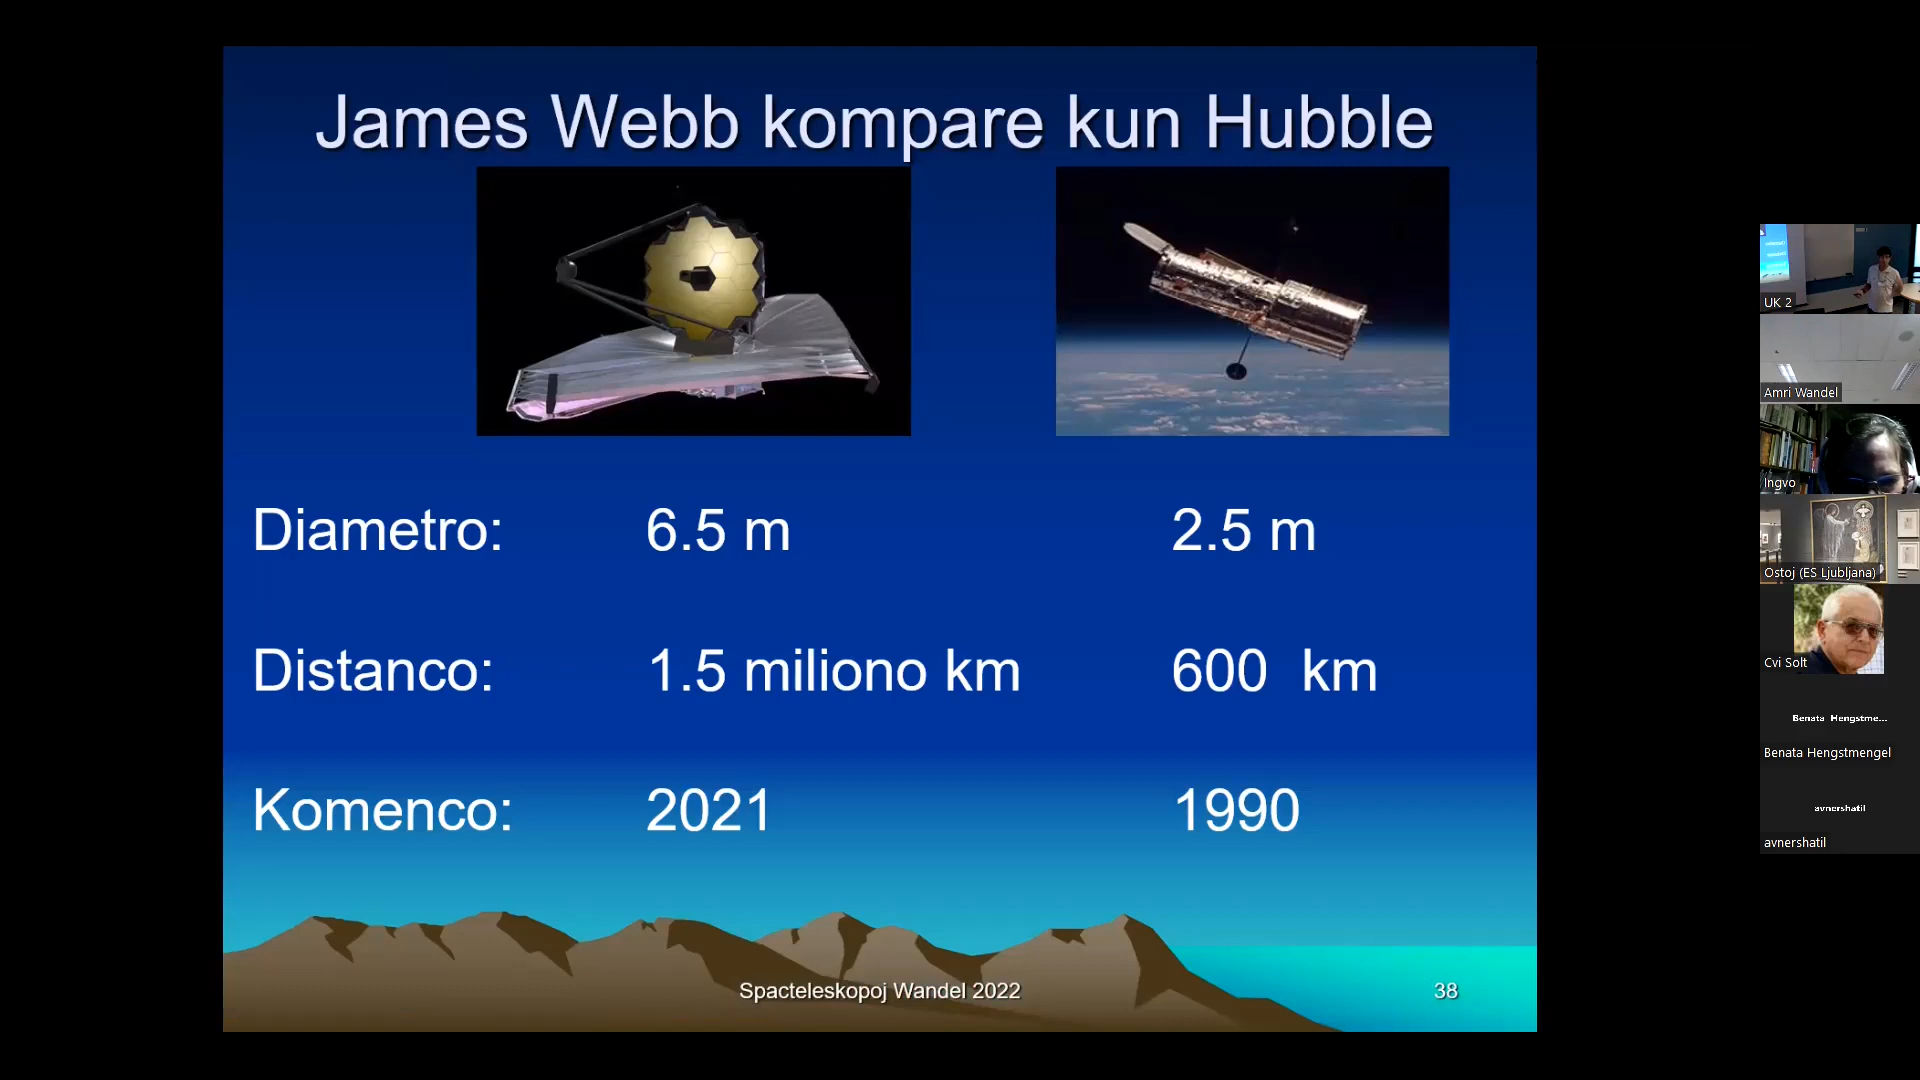 James Webb kompare kun Hubble
Diametro: 6.5 m 2.5 m
Distanco: 1.5 miliono km 600 km
Komenco: 2021 1990
Spacteleskopoj Wandel 2022 38
UK 2
Amri Wandel
Ingvo
Ostoj (ES Ljubljana)
Cvi Solt
Benata Hengstme...
Benata Hengstmengel
avnershatil
avnershatil